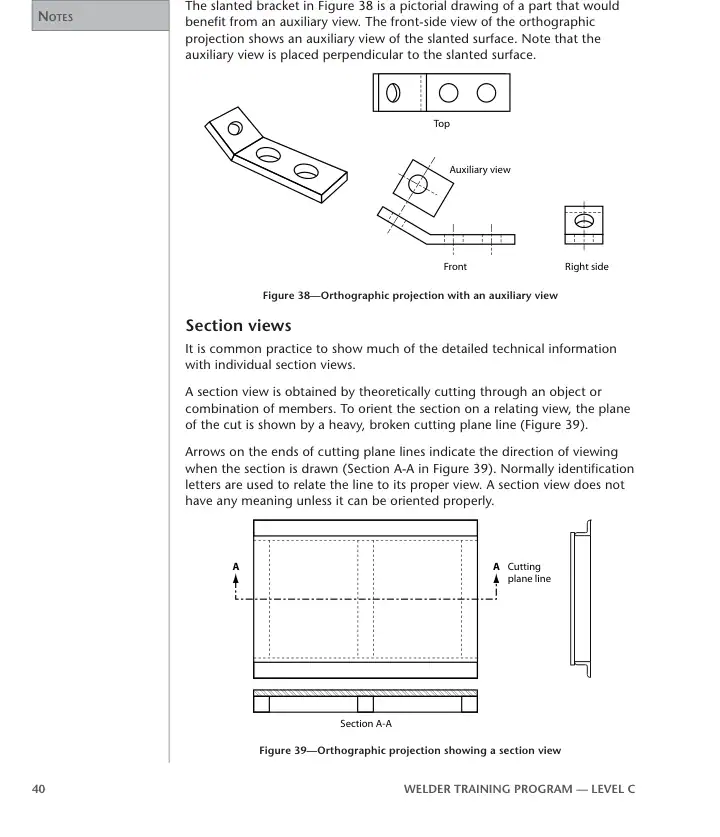 NOTES
The slanted bracket in Figure 38 is a pictorial drawing of a part that would
benefit from an auxiliary view. The front-side view of the orthographic
projection shows an auxiliary view of the slanted surface. Note that the
auxiliary view is placed perpendicular to the slanted surface.
Top
Auxiliary view
Front
Right side
Figure 38—Orthographic projection with an auxiliary view
Section views
It is common practice to show much of the detailed technical information
with individual section views.
A section view is obtained by theoretically cutting through an object or
combination of members. To orient the section on a relating view, the plane
of the cut is shown by a heavy, broken cutting plane line (Figure 39).
Arrows on the ends of cutting plane lines indicate the direction of viewing
when the section is drawn (Section A-A in Figure 39). Normally identification
letters are used to relate the line to its proper view. A section view does not
have any meaning unless it can be oriented properly.
A
A Cutting
plane line
Section A-A
Figure 39—Orthographic projection showing a section view
40 WELDER TRAINING PROGRAM — LEVEL C